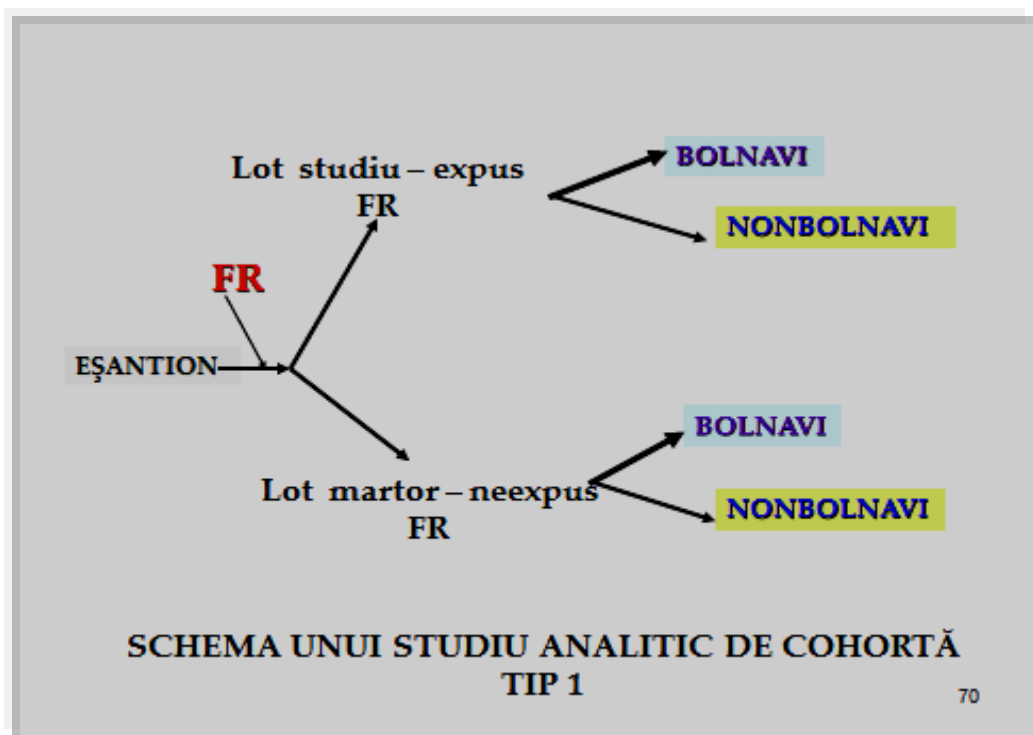 Lot studiu – expus
FR
BOLNAVI
NONBOLNAVI
FR
EŞANTION
Lot martor – neexpus
FR
BOLNAVI
NONBOLNAVI
SCHEMA UNUI STUDIU ANALITIC DE COHORTĂ
TIP 1
70